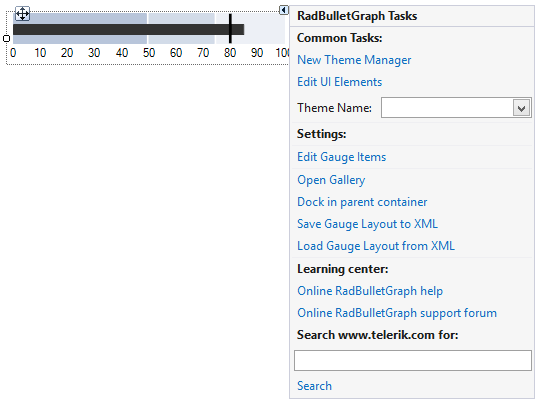 0 10 20 30 40 50 60 70 80 90 100
RadBulletGraph Tasks
Common Tasks:
New Theme Manager
Edit UI Elements
Theme Name:
Settings:
Edit Gauge Items
Open Gallery
Dock in parent container
Save Gauge Layout to XML
Load Gauge Layout from XML
Learning center:
Online RadBulletGraph help
Online RadBulletGraph support forum
Search www.telerik.com for:
Search